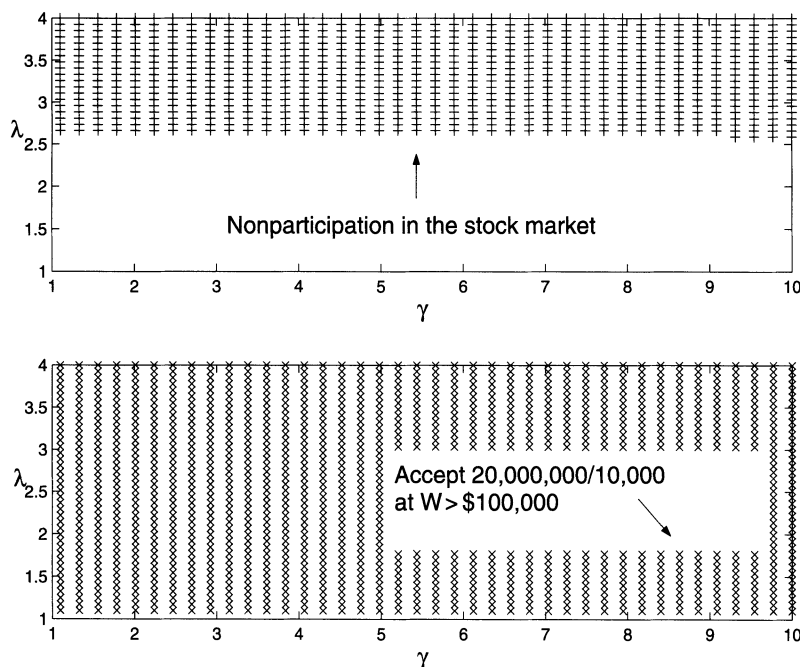 4
3.5
3
λ
2.5
2
Nonparticipation in the stock market
1.5
1
1 2 3 4 5 6 7 8 9 10
γ
4
3.5
3
Accept 20,000,000/10,000
λ
2.5
at W > $100,000
2
1.5
1
1 2 3 4 5 6 7 8 9 10
γ